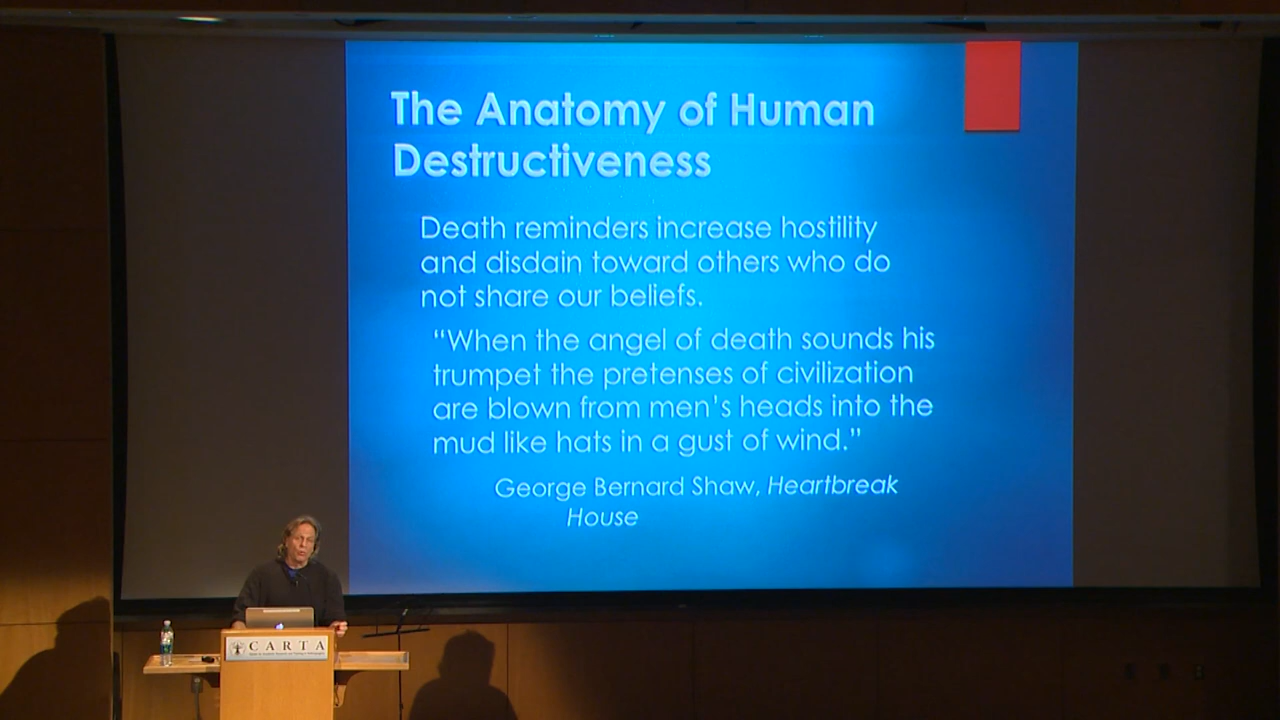 The Anatomy of Human
Destructiveness
Death reminders increase hostility
and disdain toward others who do
not share our beliefs.
“When the angel of death sounds his
trumpet the pretenses of civilization
are blown from men’s heads into the
mud like hats in a gust of wind.”
George Bernard Shaw, Heartbreak
House
CARTA